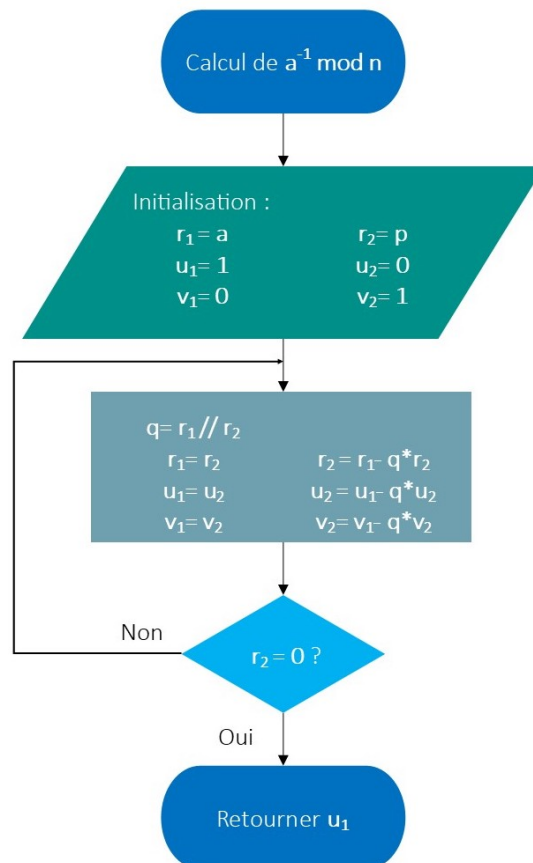 Calcul de a⁻¹ mod n
Initialisation :
r₁= a r₂= p
u₁= 1 u₂= 0
v₁= 0 v₂= 1
q= r₁// r₂
r₁= r₂ r₂= r₁- q*r₂
u₁= u₂ u₂= u₁- q*u₂
v₁= v₂ v₂= v₁- q*v₂
Non
r₂ = 0 ?
Oui
Retourner u₁